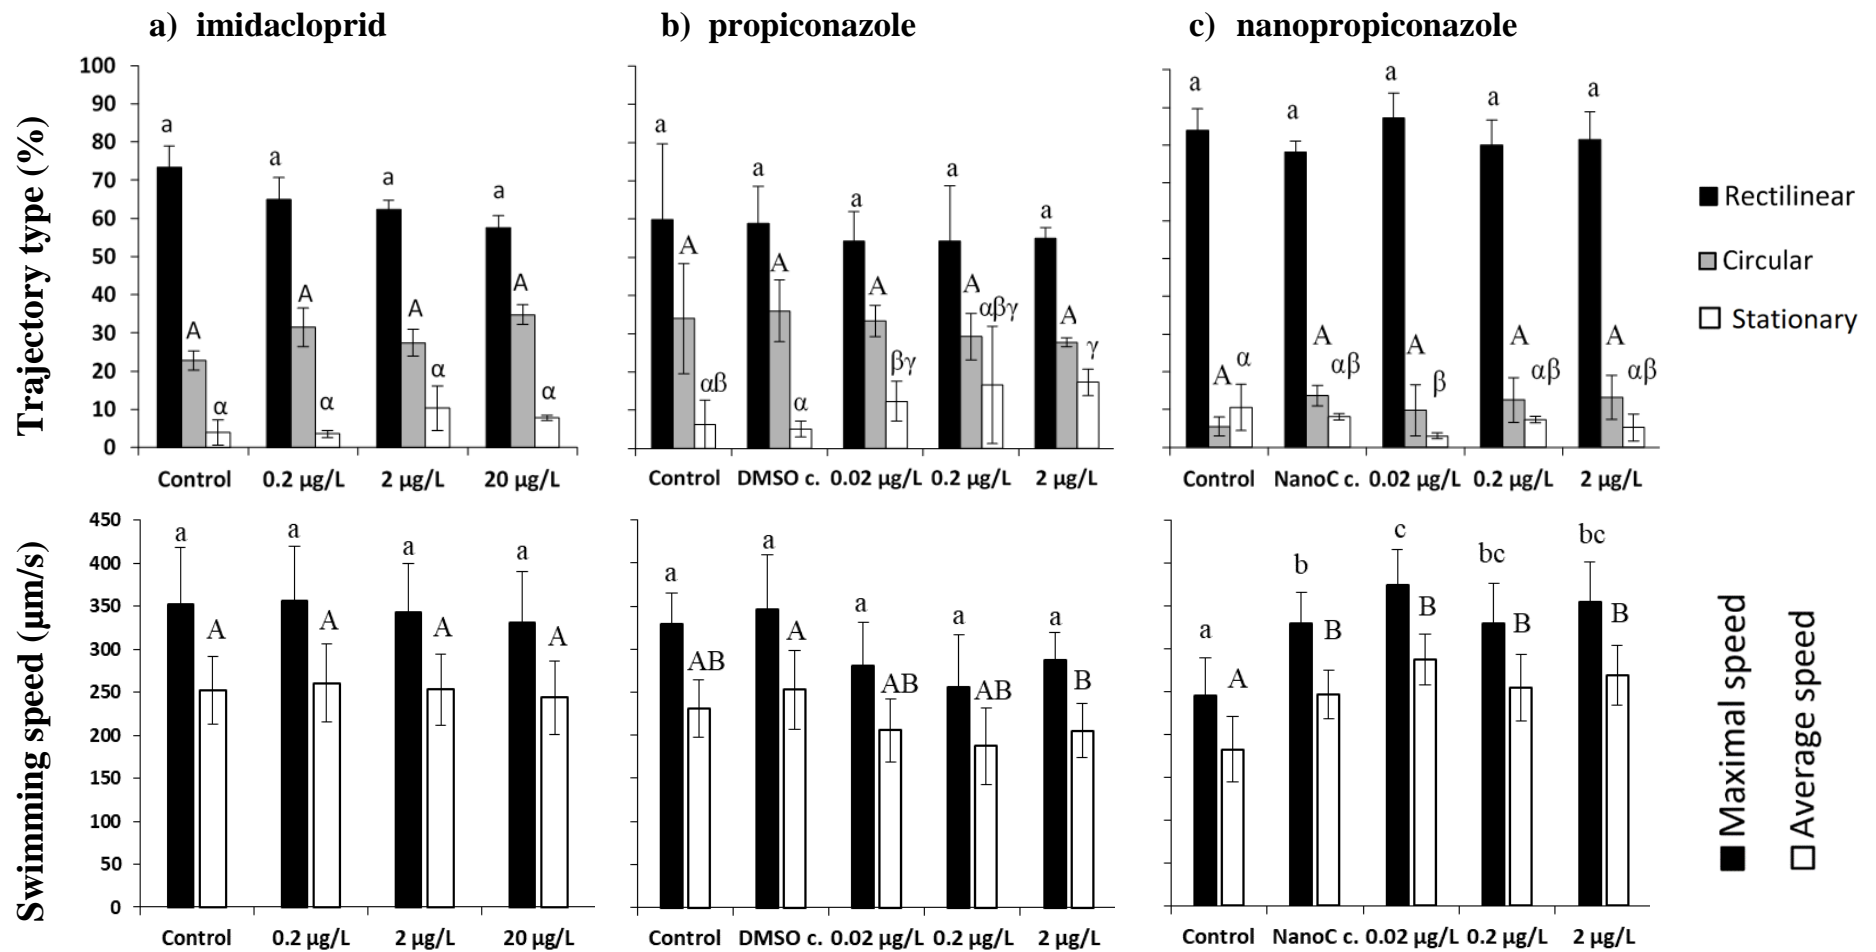 a) imidacloprid
b) propiconazole
c) nanopropiconazole
Trajectory type (%)
100
90
80
70
60
50
40
30
20
10
0
a
A
α
a
A
α
a
A
α
a
A
α
Control 0.2 µg/L 2 µg/L 20 µg/L
a
A
αβ
a
A
α
a
A
βγ
a
A
αβγ
a
A
γ
Control DMSO c. 0.02 µg/L 0.2 µg/L 2 µg/L
a
A
α
a
A
αβ
a
A
β
a
A
αβ
a
A
αβ
Control NanoC c. 0.02 µg/L 0.2 µg/L 2 µg/L
Rectilinear
Circular
Stationary
Swimming speed (µm/s)
450
400
350
300
250
200
150
100
50
0
a
A
a
A
a
A
a
A
Control 0.2 µg/L 2 µg/L 20 µg/L
a
AB
a
A
a
AB
a
AB
a
B
Control DMSO c. 0.02 µg/L 0.2 µg/L 2 µg/L
a
A
b
B
c
B
bc
B
bc
B
Control NanoC c. 0.02 µg/L 0.2 µg/L 2 µg/L
Maximal speed
Average speed